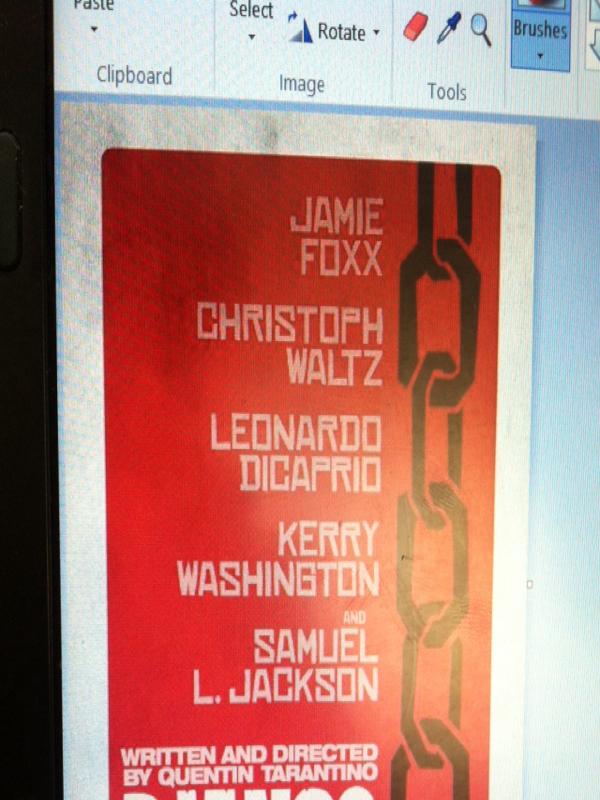 Paste
Select
Rotate
Brushes
Clipboard
Image
Tools
JAMIE
FOXX
CHRISTOPH
WALTZ
LEONARDO
DICAPRIO
KERRY
WASHINGTON
AND
SAMUEL
L. JACKSON
WRITTEN AND DIRECTED
BY QUENTIN TARANTINO